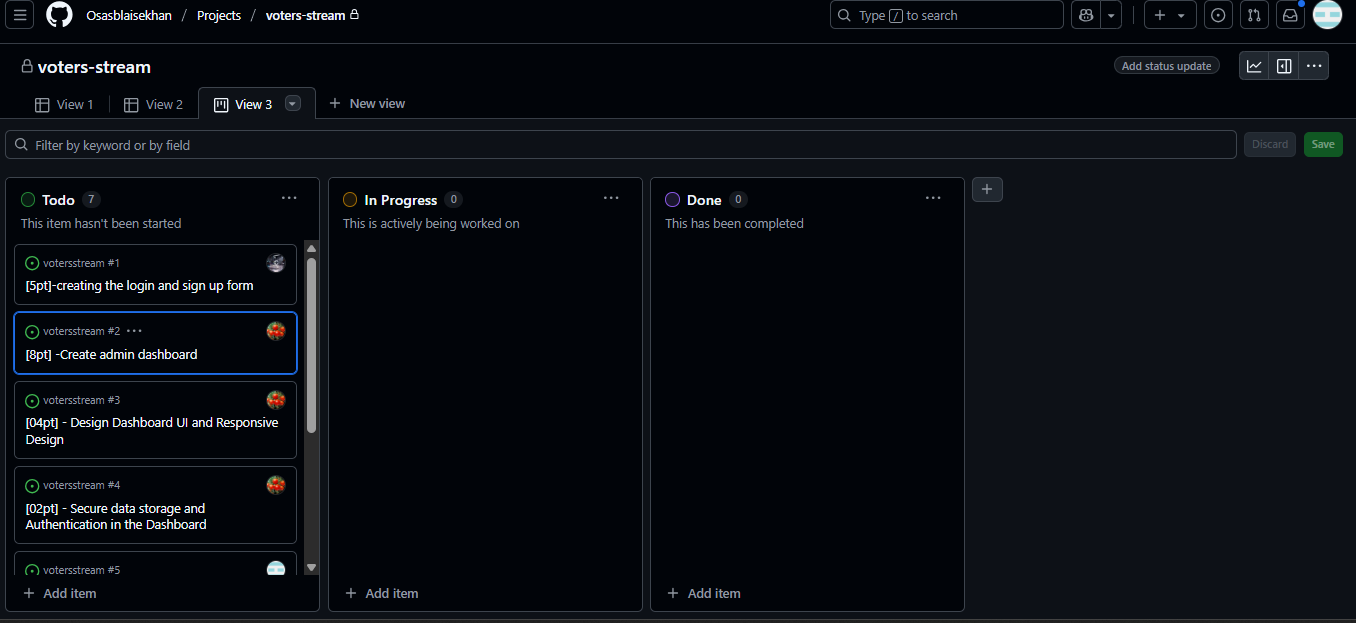 Osasblaisekhan / Projects / voters-stream
Type / to search
voters-stream
Add status update
View 1
View 2
View 3
New view
Filter by keyword or by field
Discard
Save
Todo 7
This item hasn't been started
votersstream #1
[5pt]-creating the login and sign up form
votersstream #2
[8pt] -Create admin dashboard
votersstream #3
[04pt] - Design Dashboard UI and Responsive
Design
votersstream #4
[02pt] - Secure data storage and
Authentication in the Dashboard
votersstream #5
+ Add item
In Progress 0
This is actively being worked on
+ Add item
Done 0
This has been completed
+ Add item